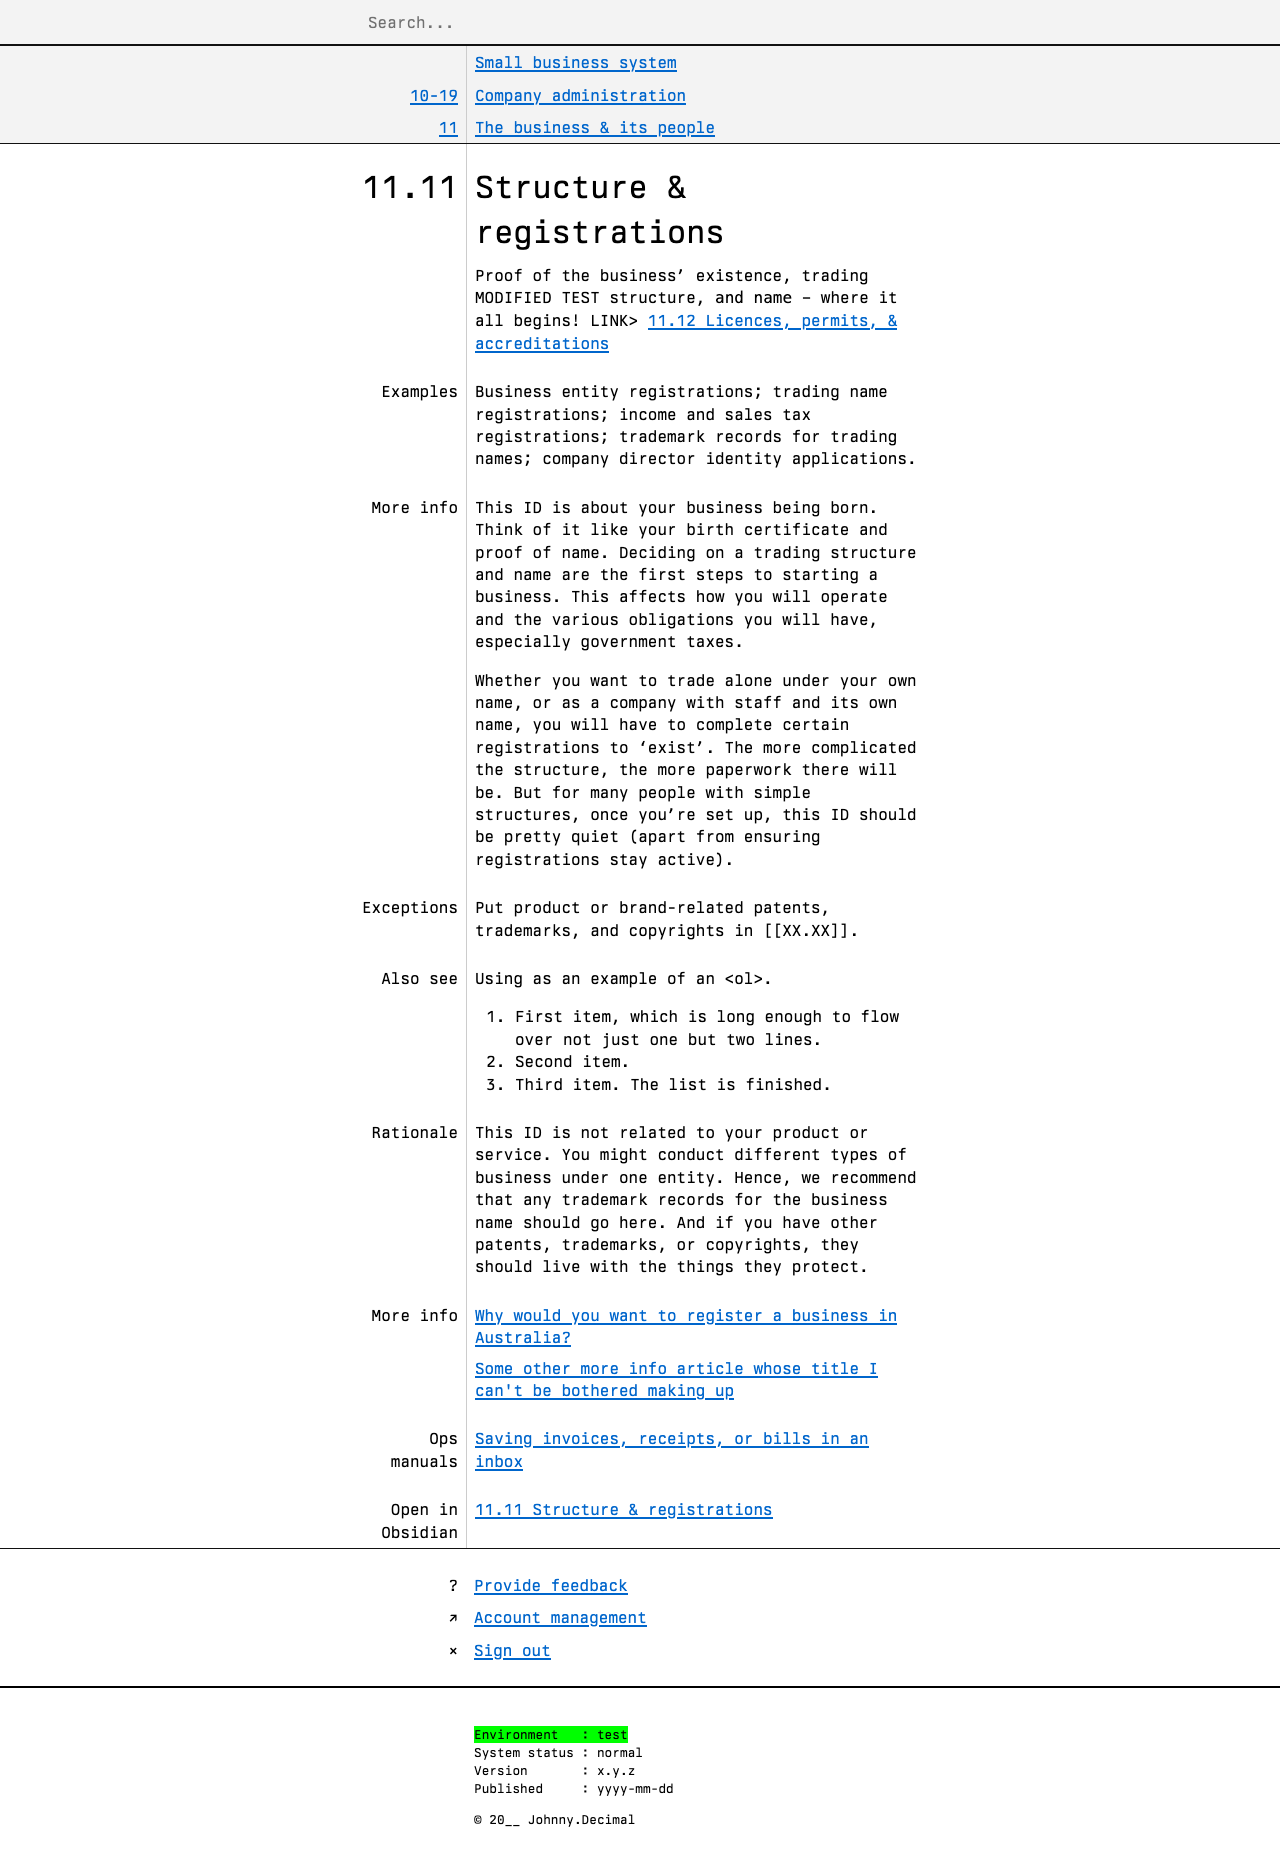 Search...
Small business system
10-19 Company administration
11 The business & its people
11.11 Structure &
registrations
Proof of the business’ existence, trading
MODIFIED TEST structure, and name – where it
all begins! LINK> 11.12 Licences, permits, &
accreditations
Examples Business entity registrations; trading name
registrations; income and sales tax
registrations; trademark records for trading
names; company director identity applications.
More info This ID is about your business being born.
Think of it like your birth certificate and
proof of name. Deciding on a trading structure
and name are the first steps to starting a
business. This affects how you will operate
and the various obligations you will have,
especially government taxes.
Whether you want to trade alone under your own
name, or as a company with staff and its own
name, you will have to complete certain
registrations to ‘exist’. The more complicated
the structure, the more paperwork there will
be. But for many people with simple
structures, once you’re set up, this ID should
be pretty quiet (apart from ensuring
registrations stay active).
Exceptions Put product or brand-related patents,
trademarks, and copyrights in [[XX.XX]].
Also see Using as an example of an <ol>.
1. First item, which is long enough to flow
over not just one but two lines.
2. Second item.
3. Third item. The list is finished.
Rationale This ID is not related to your product or
service. You might conduct different types of
business under one entity. Hence, we recommend
that any trademark records for the business
name should go here. And if you have other
patents, trademarks, or copyrights, they
should live with the things they protect.
More info Why would you want to register a business in
Australia?
Some other more info article whose title I
can't be bothered making up
Ops Saving invoices, receipts, or bills in an
manuals inbox
Open in 11.11 Structure & registrations
Obsidian
? Provide feedback
↗ Account management
× Sign out
Environment : test
System status : normal
Version : x.y.z
Published : yyyy-mm-dd
© 20__ Johnny.Decimal